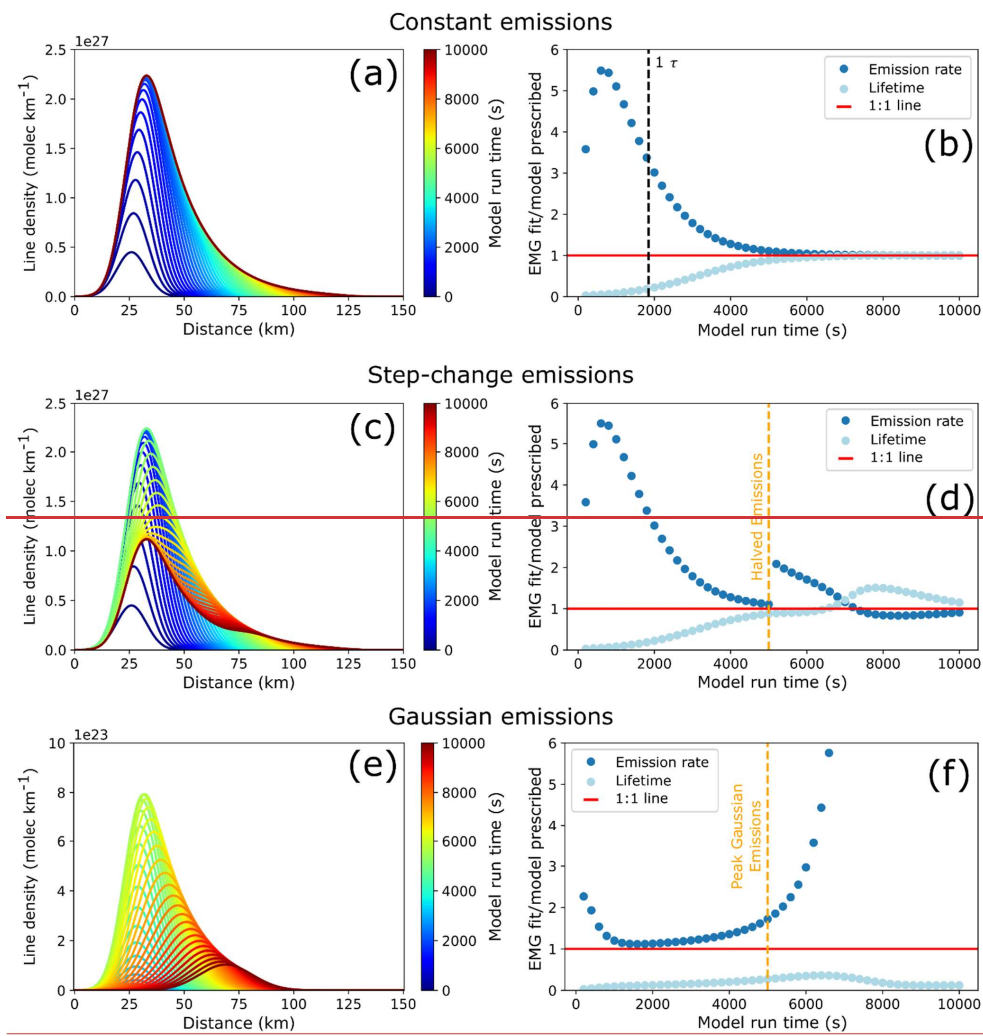 Constant emissions
1e27
(a)
Line density (molec km⁻¹)
2.5
2.0
1.5
1.0
0.5
0.0
0 25 50 75 100 125 150
Distance (km)
10000
8000
6000
4000
2000
0
Model run time (s)
(b)
1 τ
Emission rate
Lifetime
1:1 line
EMG fit/model prescribed
6
5
4
3
2
1
0
0 2000 4000 6000 8000 10000
Model run time (s)
Step-change emissions
1e27
(c)
Line density (molec km⁻¹)
2.5
2.0
1.5
1.0
0.5
0.0
0 25 50 75 100 125 150
Distance (km)
10000
8000
6000
4000
2000
0
Model run time (s)
(d)
Halved Emissions
Emission rate
Lifetime
1:1 line
EMG fit/model prescribed
6
5
4
3
2
1
0
0 2000 4000 6000 8000 10000
Model run time (s)
Gaussian emissions
1e23
(e)
Line density (molec km⁻¹)
10
8
6
4
2
0
0 25 50 75 100 125 150
Distance (km)
10000
8000
6000
4000
2000
0
Model run time (s)
(f)
Emission rate
Lifetime
1:1 line
Peak Gaussian
Emissions
EMG fit/model prescribed
6
5
4
3
2
1
0
0 2000 4000 6000 8000 10000
Model run time (s)